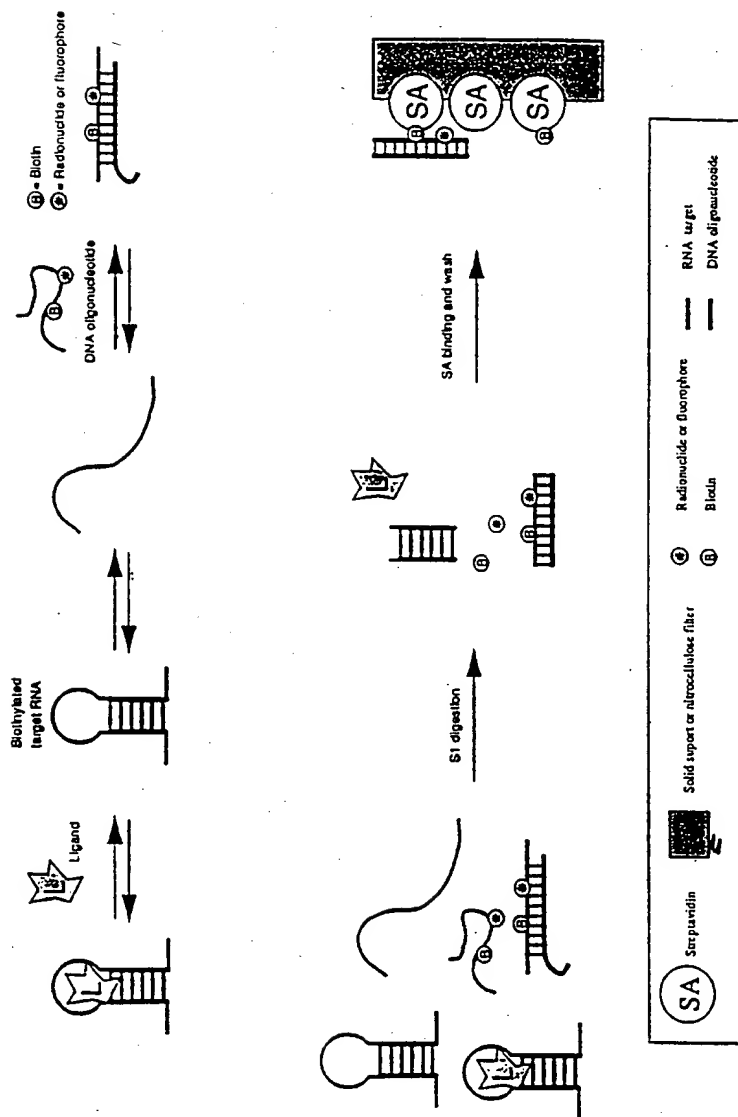 L
L
Ligand
Biotinylated
target RNA
B
*
DNA oligonucleotide
B = Biotin
* = Radionuclide or fluorophore
B
*
L
B
*
B
*
S1 digestion
L
B
*
B
*
SA binding and wash
B
*
B
SA
SA
SA
SA
Streptavidin
Solid suport or nitrocellulose filter
* Radionuclide or fluorophore
B Biotin
RNA target
DNA oligonucleotide